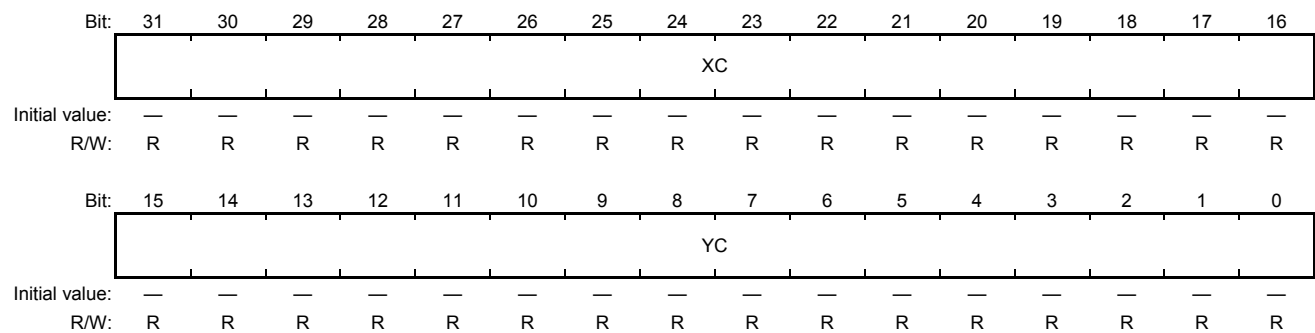 Bit: 31 30 29 28 27 26 25 24 23 22 21 20 19 18 17 16
XC
Initial value: — — — — — — — — — — — — — — — —
R/W: R R R R R R R R R R R R R R R R
Bit: 15 14 13 12 11 10 9 8 7 6 5 4 3 2 1 0
YC
Initial value: — — — — — — — — — — — — — — — —
R/W: R R R R R R R R R R R R R R R R